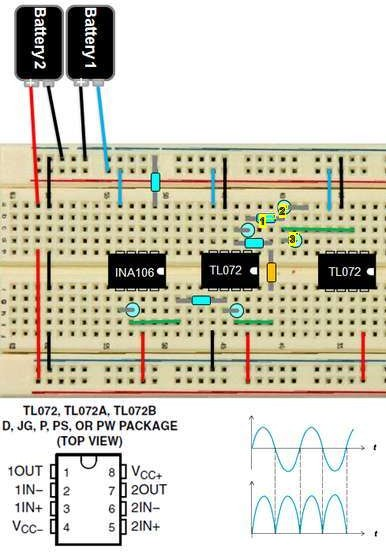 Battery2
Battery1
1
2
3
INA106
TL072
TL072
TL072, TL072A, TL072B
D, JG, P, PS, OR PW PACKAGE
(TOP VIEW)
1OUT 1 8 VCC+
1IN− 2 7 2OUT
1IN+ 3 6 2IN−
VCC− 4 5 2IN+
t
t